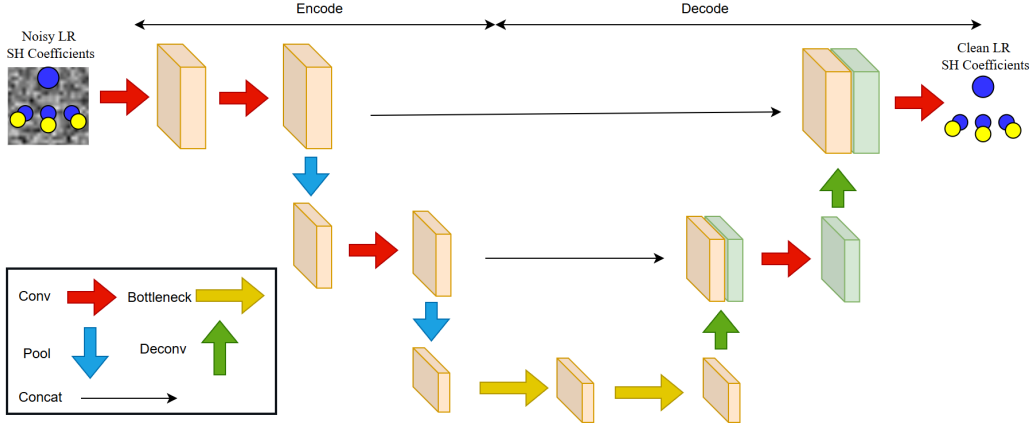 Encode
Decode
Noisy LR
SH Coefficients
Clean LR
SH Coefficients
Conv
Bottleneck
Pool
Deconv
Concat